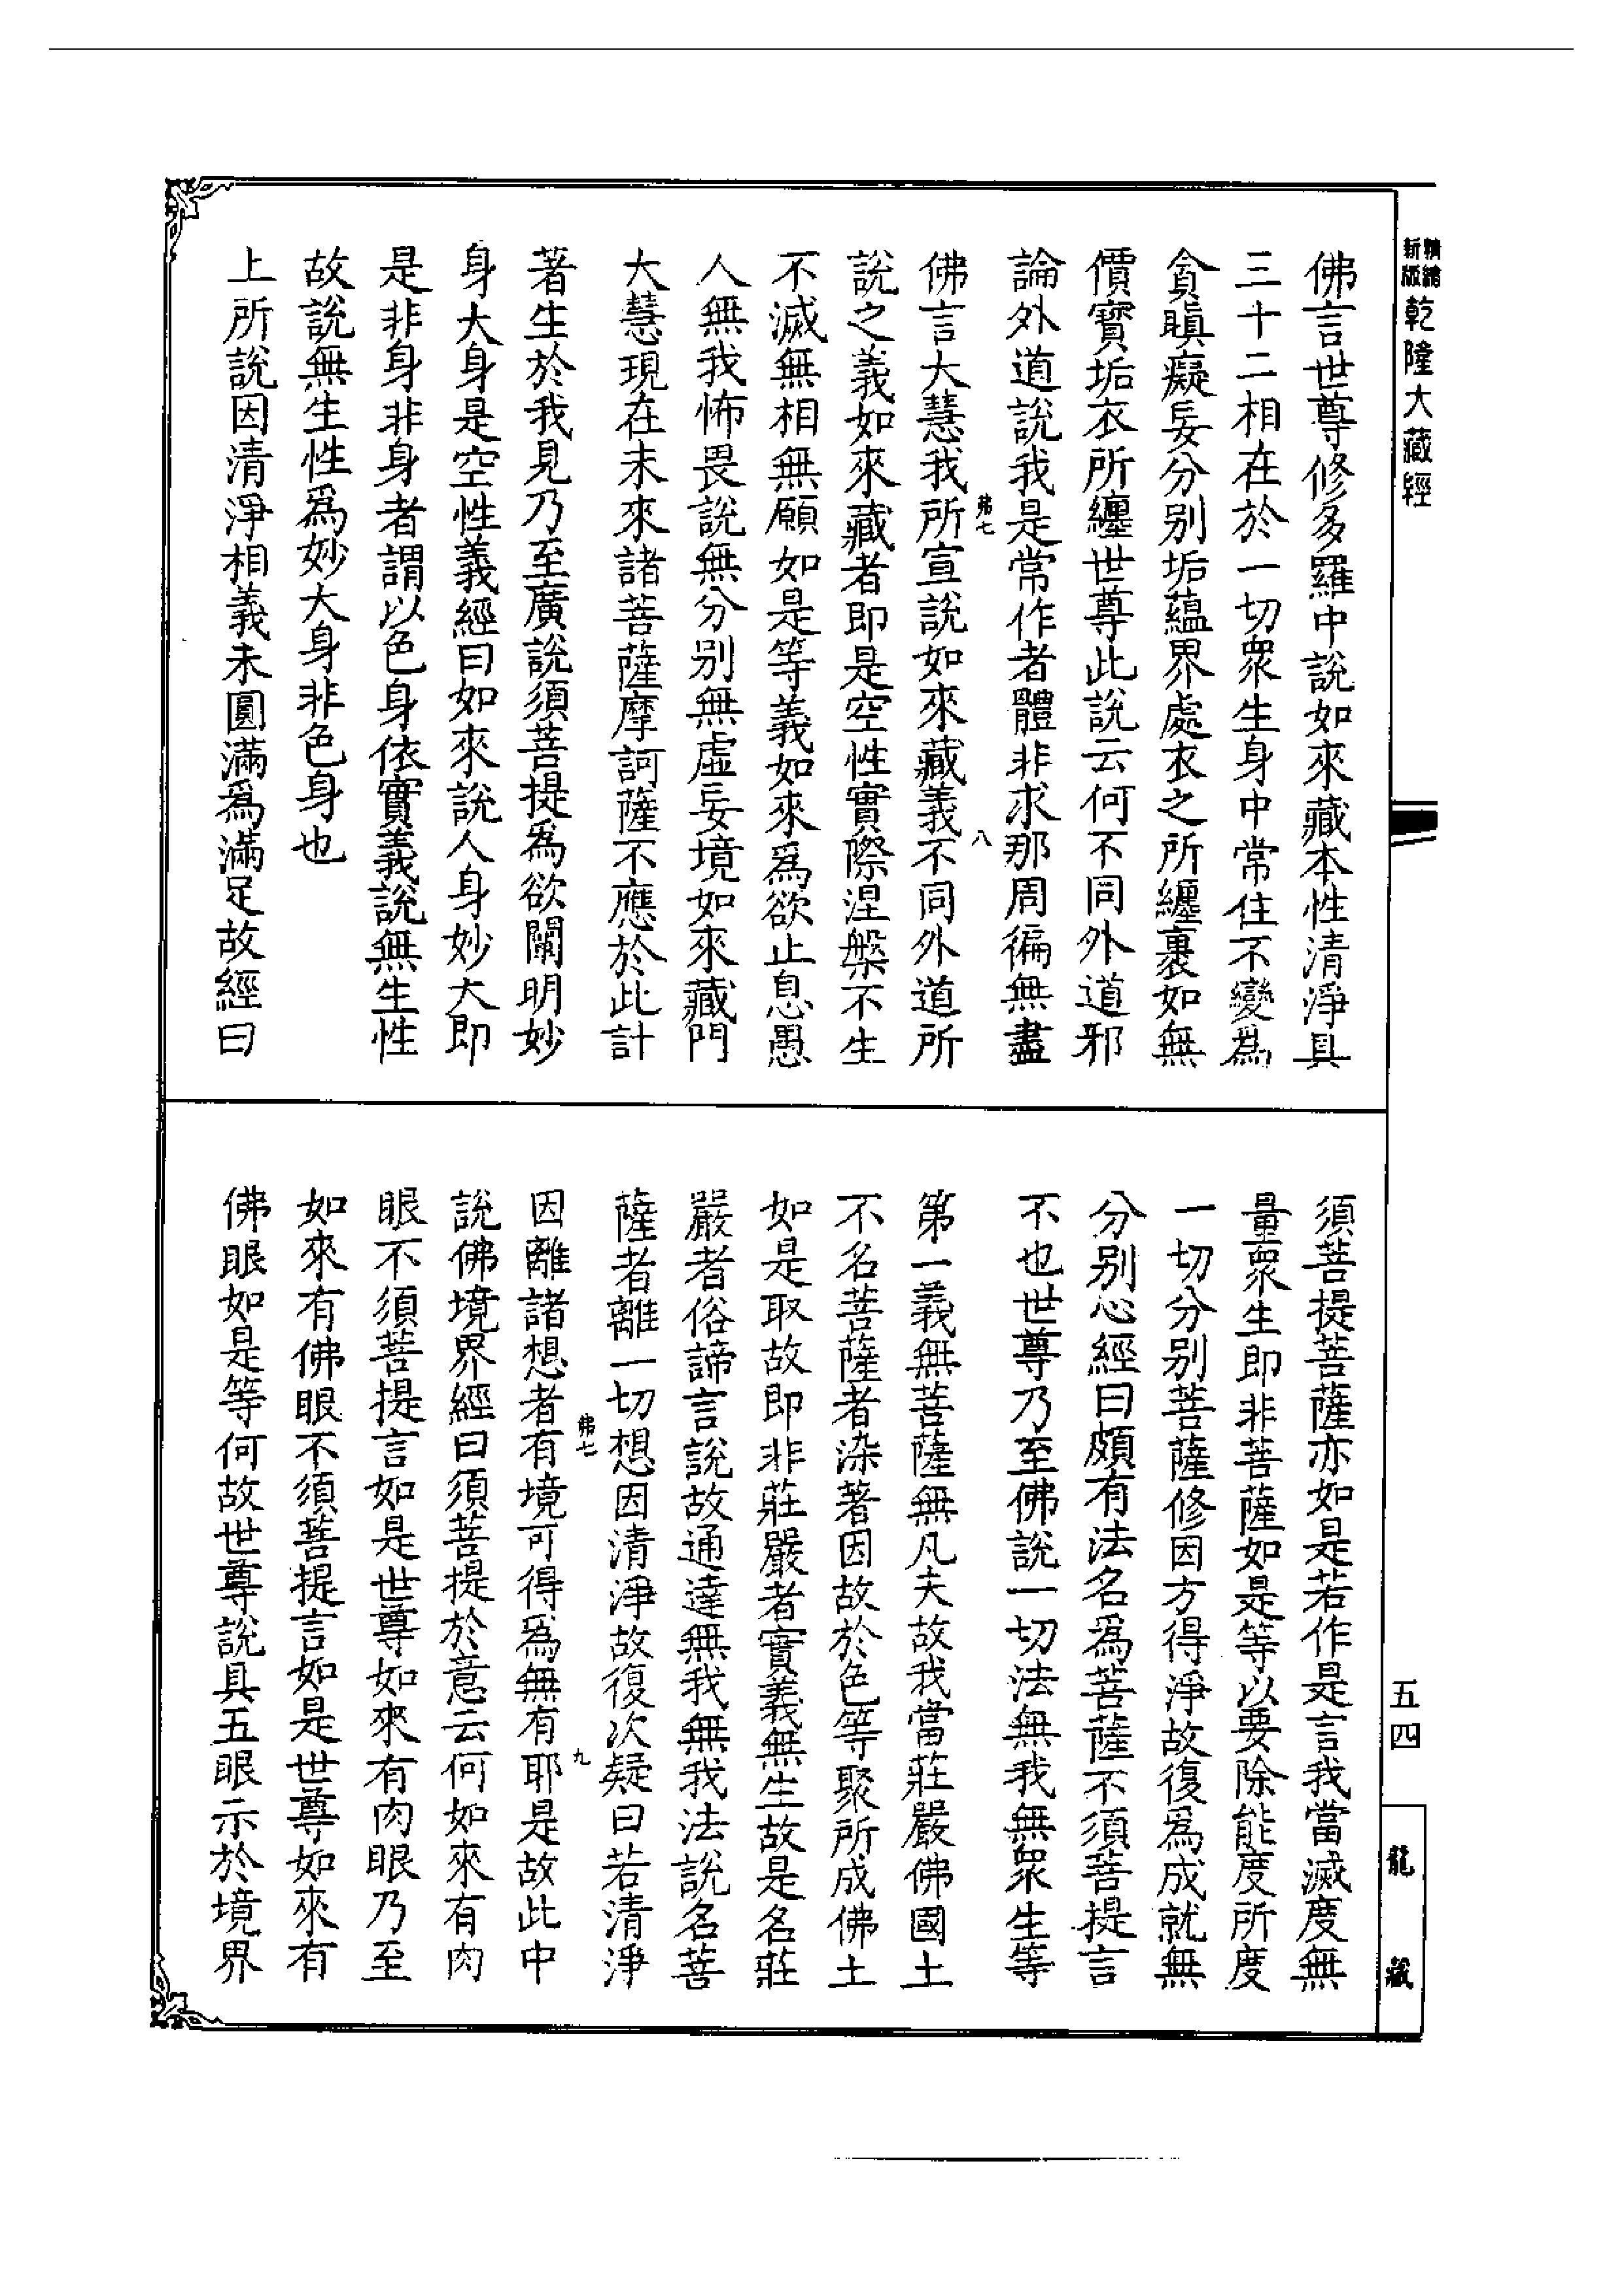 精縮新版乾隆大藏經
五四
龍藏
佛言世尊修多羅中說如來藏本性清淨具
三十二相在於一切衆生身中常住不變爲
貪瞋癡妄分别垢蘊界處衣之所纏裹如無
價寶垢衣所纏世尊此說云何不同外道邪
論外道說我是常作者體非求那周徧無盡
弗七
八
佛言大慧我所宣說如來藏義不同外道所
說之義如來藏者即是空性實際涅槃不生
不滅無相無願如是等義如來爲欲止息愚
人無我怖畏說無分别無虛妄境如來藏門
大慧現在未來諸菩薩摩訶薩不應於此計
著生於我見乃至廣說須菩提爲欲闡明妙
身大身是空性義經曰如來說人身妙大即
是非身非身者謂以色身依實義說無生性
故說無生性爲妙大身非色身也
上所說因清淨相義未圓滿爲滿足故經曰
須菩提菩薩亦如是若作是言我當滅度無
量衆生即非菩薩如是等以要除能度所度
一切分别菩薩修因方得淨故復爲成就無
分别心經曰頗有法名爲菩薩不須菩提言
不也世尊乃至佛說一切法無我無衆生等
第一義無菩薩無凡夫故我當莊嚴佛國土
不名菩薩者染著因故於色等聚所成佛土
如是取故即非莊嚴者實義無生故是名莊
嚴者俗諦言說故通達無我無我法說名菩
薩者離一切想因清淨故復次疑曰若清淨
弗七
九
因離諸想者有境可得爲無有耶是故此中
說佛境界經曰須菩提於意云何如來有肉
眼不須菩提言如是世尊如來有肉眼乃至
如來有佛眼不須菩提言如是世尊如來有
佛眼如是等何故世尊說具五眼示於境界